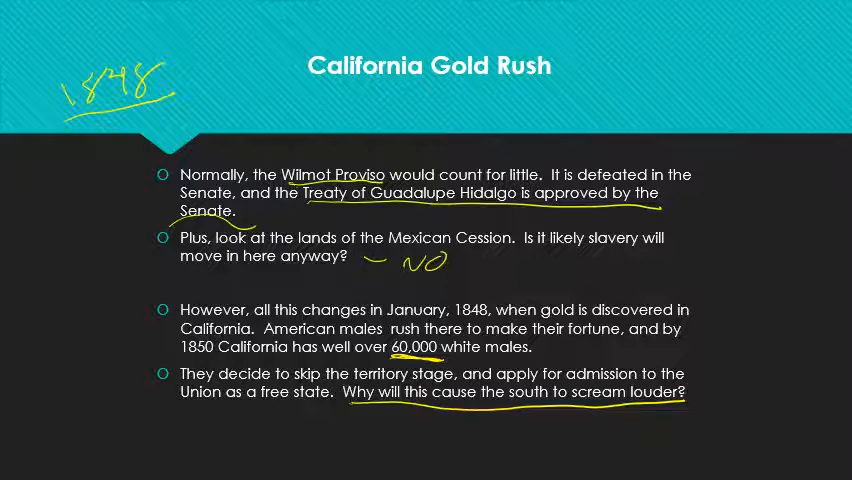 California Gold Rush
1848
O Normally, the Wilmot Proviso would count for little. It is defeated in the
Senate, and the Treaty of Guadalupe Hidalgo is approved by the
Senate.
O Plus, look at the lands of the Mexican Cession. Is it likely slavery will
move in here anyway? - NO
O However, all this changes in January, 1848, when gold is discovered in
California. American males rush there to make their fortune, and by
1850 California has well over 60,000 white males.
O They decide to skip the territory stage, and apply for admission to the
Union as a free state. Why will this cause the south to scream louder?